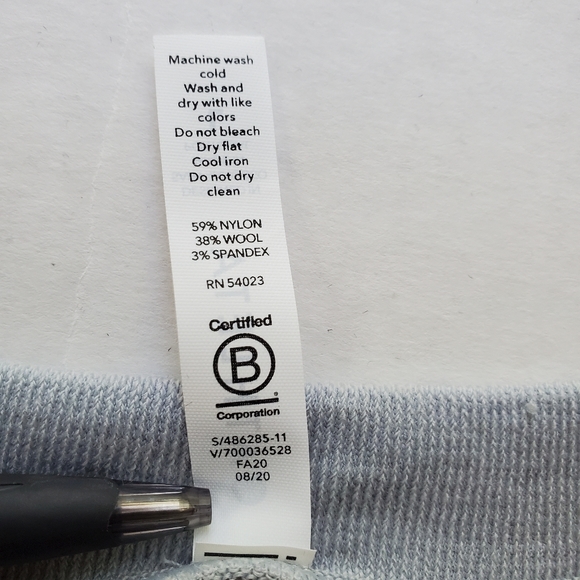 Machine wash
cold
Wash and
dry with like
colors
Do not bleach
Dry flat
Cool iron
Do not dry
clean
59% NYLON
38% WOOL
3% SPANDEX
RN 54023
Certified
B
Corporation
S/486285-11
V/700036528
FA20
08/20